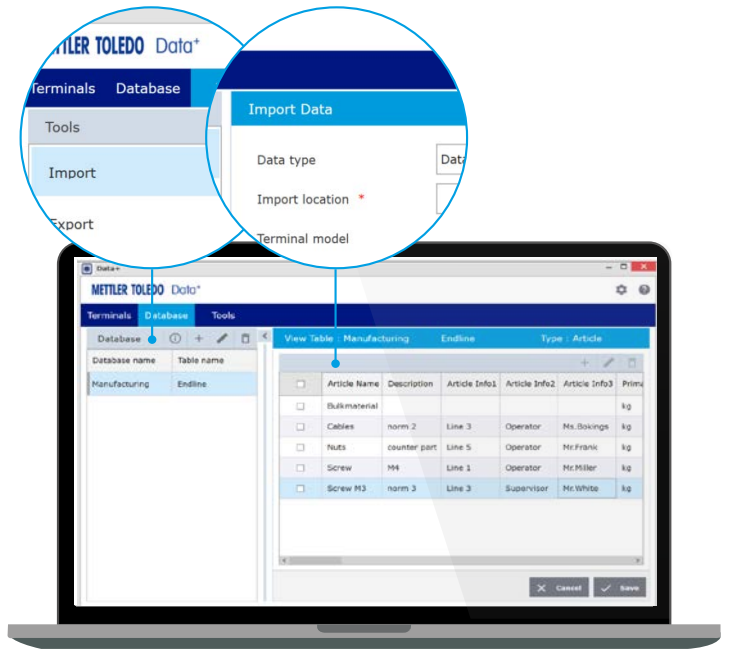 TTLER TOLEDO Data+
Terminals Database
Tools
Import
Export
Import Data
Data type Data
Import location *
Terminal model
Data+
METTLER TOLEDO Data+
Terminals Database Tools
Database
View Table : Manufacturing Endline Type : Article
Database name Table name
Manufacturing Endline
Article Name Description Article Info1 Article Info2 Article Info3 Prima
Bulkmaterial kg
Cables norm 2 Line 3 Operator Ms.Bokings kg
Nuts counter part Line 5 Operator Mr.Frank kg
Screw M4 Line 1 Operator Mr.Miller kg
Screw M3 norm 3 Line 3 Supervisor Mr.White kg
Cancel Save